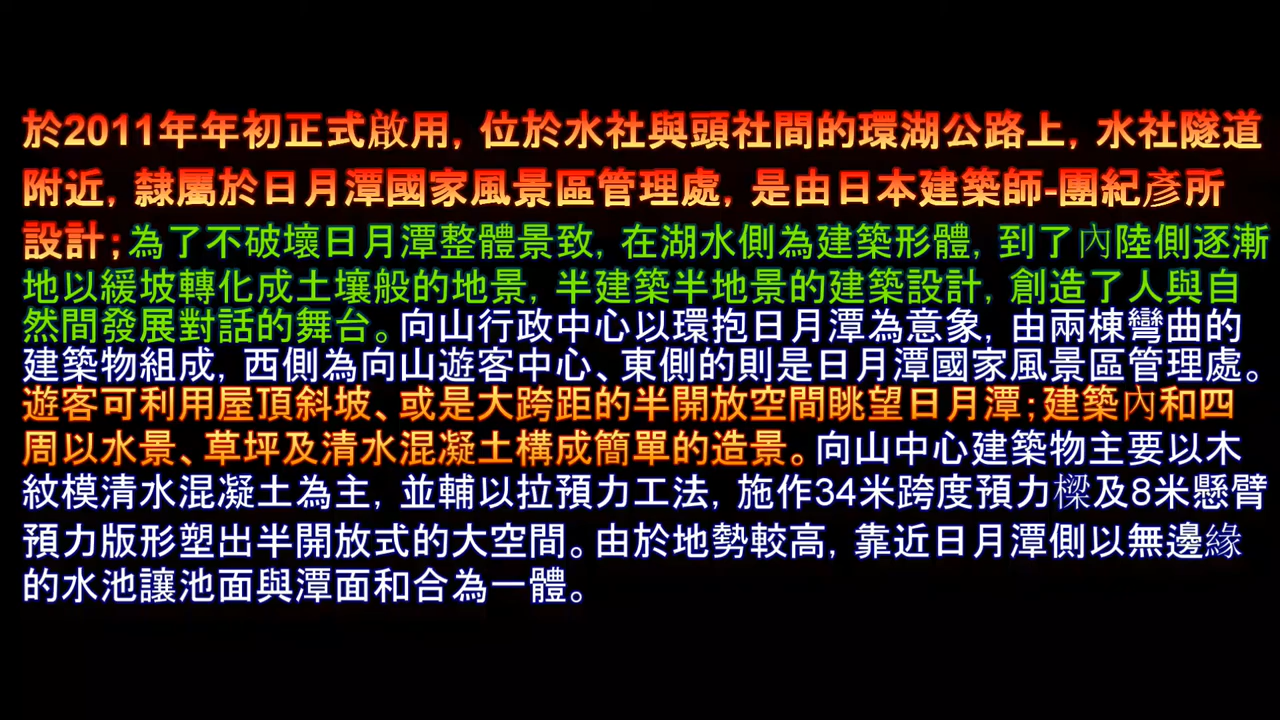 於2011年年初正式啟用, 位於水社與頭社間的環湖公路上, 水社隧道
附近, 隸屬於日月潭國家風景區管理處, 是由日本建築師-團紀彥所
設計;為了不破壞日月潭整體景致, 在湖水側為建築形體, 到了內陸側逐漸
地以緩坡轉化成土壤般的地景, 半建築半地景的建築設計, 創造了人與自
然間發展對話的舞台。向山行政中心以環抱日月潭為意象, 由兩棟彎曲的
建築物組成, 西側為向山遊客中心、東側的則是日月潭國家風景區管理處。
遊客可利用屋頂斜坡、或是大跨距的半開放空間眺望日月潭;建築內和四
周以水景、草坪及清水混凝土構成簡單的造景。向山中心建築物主要以木
紋模清水混凝土為主, 並輔以拉預力工法, 施作34米跨度預力樑及8米懸臂
預力版形塑出半開放式的大空間。由於地勢較高, 靠近日月潭側以無邊緣
的水池讓池面與潭面和合為一體。